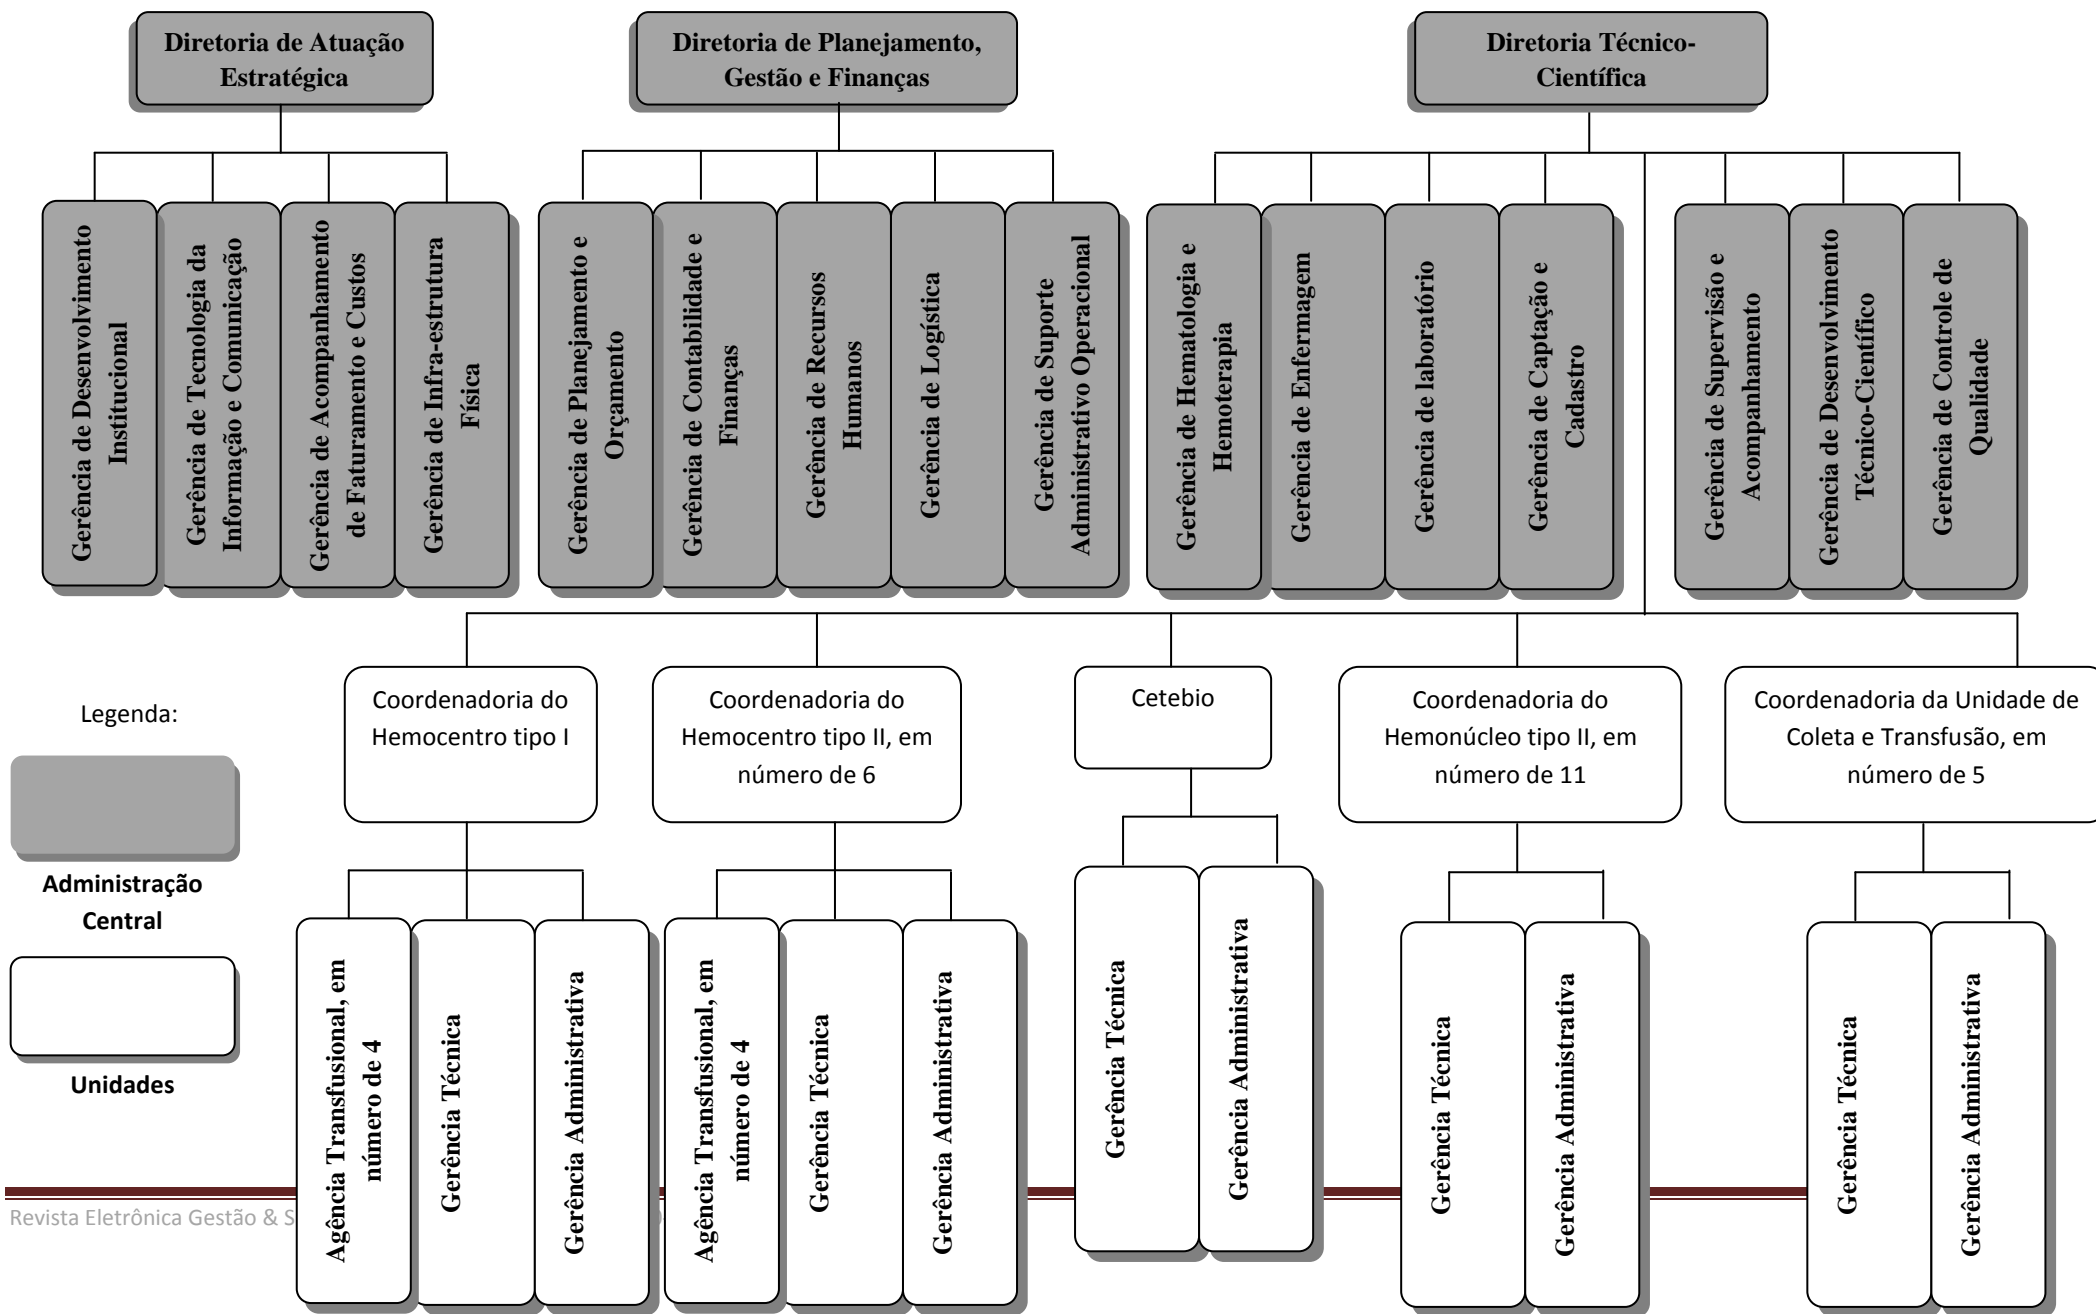 Diretoria de Atuação
Estratégica
Diretoria de Planejamento,
Gestão e Finanças
Diretoria Técnico-
Científica
Gerência de Desenvolvimento
Institucional
Gerência de Tecnologia da
Informação e Comunicação
Gerência de Acompanhamento
de Faturamento e Custos
Gerência de Infra-estrutura
Física
Gerência de Planejamento e
Orçamento
Gerência de Contabilidade e
Finanças
Gerência de Recursos
Humanos
Gerência de Logística
Gerência de Suporte
Administrativo Operacional
Gerência de Hematologia e
Hemoterapia
Gerência de Enfermagem
Gerência de laboratório
Gerência de Captação e
Cadastro
Gerência de Supervisão e
Acompanhamento
Gerência de Desenvolvimento
Técnico-Científico
Gerência de Controle de
Qualidade
Legenda:
Administração
Central
Unidades
Coordenadoria do
Hemocentro tipo I
Coordenadoria do
Hemocentro tipo II, em
número de 6
Cetebio
Coordenadoria do
Hemonúcleo tipo II, em
número de 11
Coordenadoria da Unidade de
Coleta e Transfusão, em
número de 5
Agência Transfusional, em
número de 4
Gerência Técnica
Gerência Administrativa
Agência Transfusional, em
número de 4
Gerência Técnica
Gerência Administrativa
Gerência Técnica
Gerência Administrativa
Gerência Técnica
Gerência Administrativa
Gerência Técnica
Gerência Administrativa
Revista Eletrônica Gestão & S